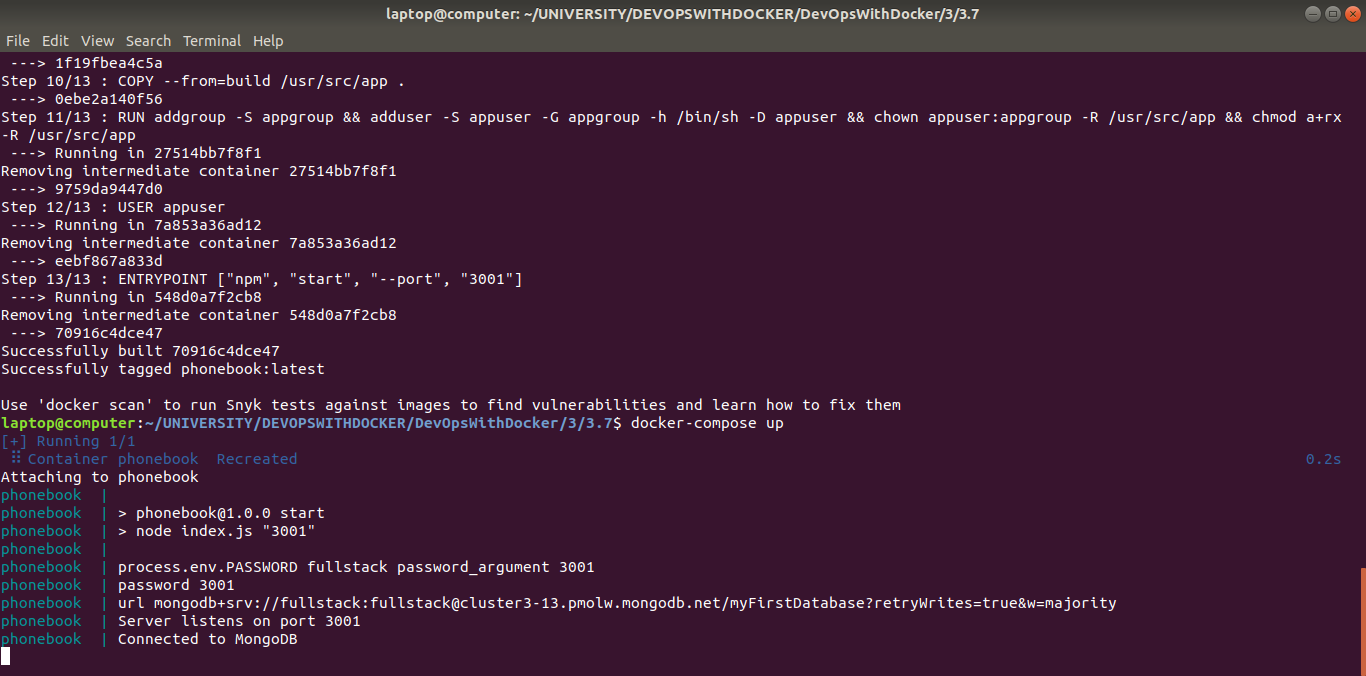 laptop@computer: ~/UNIVERSITY/DEVOPSWITHDOCKER/DevOpsWithDocker/3/3.7
File Edit View Search Terminal Help
 ---> 1f19fbea4c5a
Step 10/13 : COPY --from=build /usr/src/app .
 ---> 0ebe2a140f56
Step 11/13 : RUN addgroup -S appgroup && adduser -S appuser -G appgroup -h /bin/sh -D appuser && chown appuser:appgroup -R /usr/src/app && chmod a+rx
-R /usr/src/app
 ---> Running in 27514bb7f8f1
Removing intermediate container 27514bb7f8f1
 ---> 9759da9447d0
Step 12/13 : USER appuser
 ---> Running in 7a853a36ad12
Removing intermediate container 7a853a36ad12
 ---> eebf867a833d
Step 13/13 : ENTRYPOINT ["npm", "start", "--port", "3001"]
 ---> Running in 548d0a7f2cb8
Removing intermediate container 548d0a7f2cb8
 ---> 70916c4dce47
Successfully built 70916c4dce47
Successfully tagged phonebook:latest
Use 'docker scan' to run Snyk tests against images to find vulnerabilities and learn how to fix them
laptop@computer:~/UNIVERSITY/DEVOPSWITHDOCKER/DevOpsWithDocker/3/3.7$ docker-compose up
[+] Running 1/1
 ⠿ Container phonebook  Recreated 0.2s
Attaching to phonebook
phonebook  |
phonebook  | > phonebook@1.0.0 start
phonebook  | > node index.js "3001"
phonebook  |
phonebook  | process.env.PASSWORD fullstack password_argument 3001
phonebook  | password 3001
phonebook  | url mongodb+srv://fullstack:fullstack@cluster3-13.pmolw.mongodb.net/myFirstDatabase?retryWrites=true&w=majority
phonebook  | Server listens on port 3001
phonebook  | Connected to MongoDB